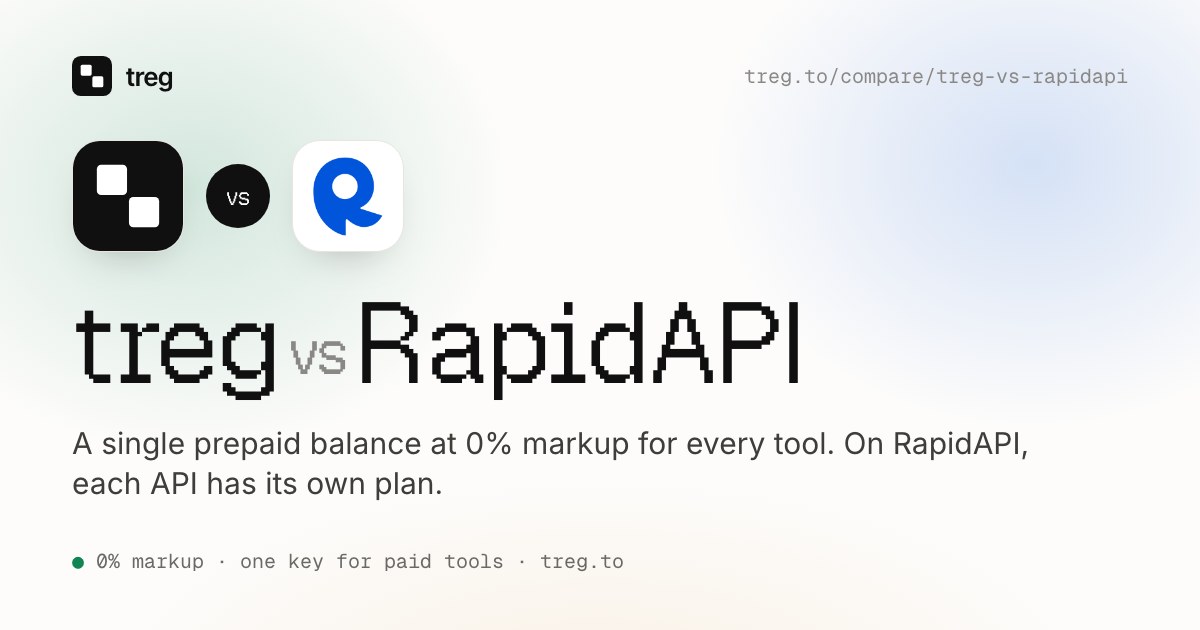 treg
treg.to/compare/treg-vs-rapidapi
vs
treg vs RapidAPI
A single prepaid balance at 0% markup for every tool. On RapidAPI,
each API has its own plan.
0% markup · one key for paid tools · treg.to